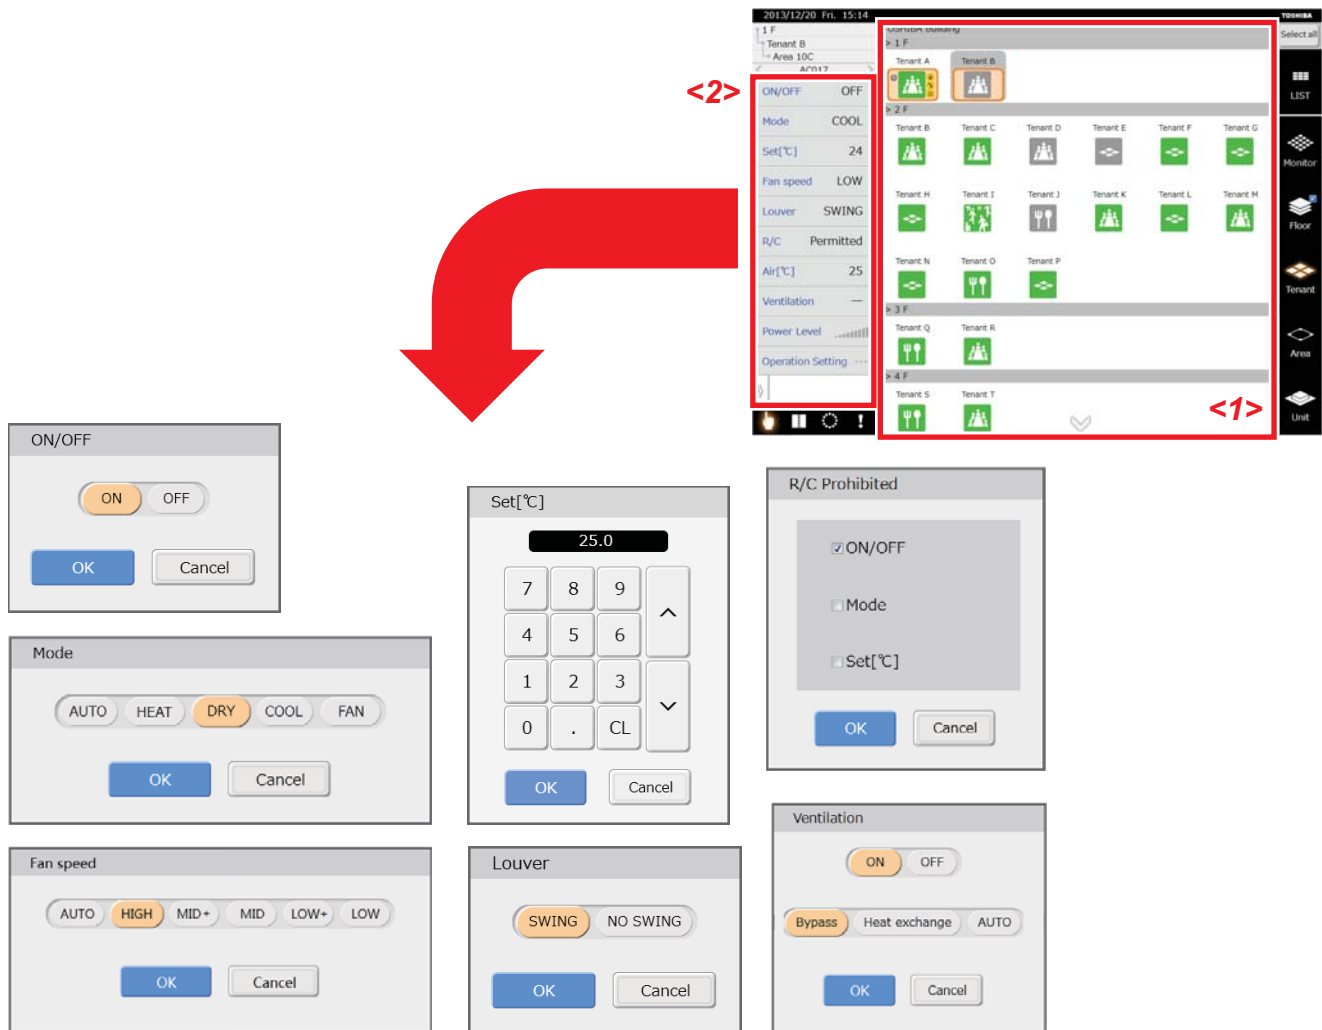 2013/12/20 Fri. 15:14
TOSHIBA
1 F
Tenant B
Area 10C
AC017
<2>
ON/OFF OFF
Mode COOL
Set[℃] 24
Fan speed LOW
Louver SWING
R/C Permitted
Air[℃] 25
Ventilation —
Power Level
Operation Setting ---
TOSHIBA Building
> 1 F
Tenant A Tenant B
> 2 F
Tenant B Tenant C Tenant D Tenant E Tenant F Tenant G
Tenant H Tenant I Tenant J Tenant K Tenant L Tenant M
Tenant N Tenant O Tenant P
> 3 F
Tenant Q Tenant R
> 4 F
Tenant S Tenant T
<1>
Select all
LIST
Monitor
Floor
Tenant
Area
Unit
ON/OFF
ON OFF
OK Cancel
Mode
AUTO HEAT DRY COOL FAN
OK Cancel
Fan speed
AUTO HIGH MID+ MID LOW+ LOW
OK Cancel
Set[℃]
25.0
7 8 9
4 5 6
1 2 3
0 . CL
OK Cancel
Louver
SWING NO SWING
OK Cancel
R/C Prohibited
ON/OFF
Mode
Set[℃]
OK Cancel
Ventilation
ON OFF
Bypass Heat exchange AUTO
OK Cancel